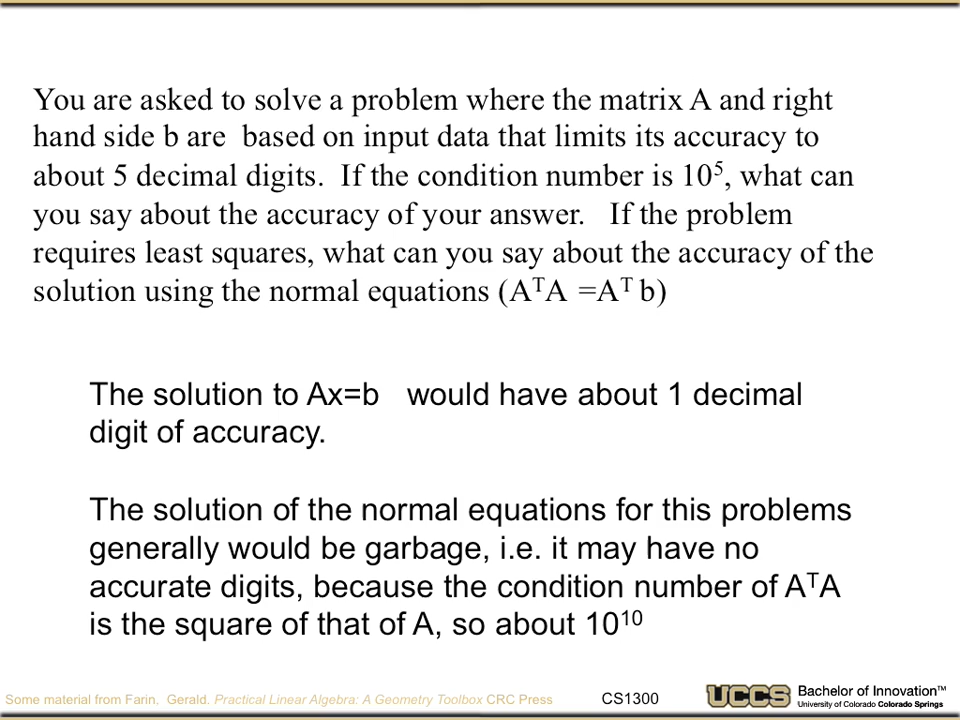 You are asked to solve a problem where the matrix A and right
hand side b are  based on input data that limits its accuracy to
about 5 decimal digits.  If the condition number is 10⁵, what can
you say about the accuracy of your answer.   If the problem
requires least squares, what can you say about the accuracy of the
solution using the normal equations (AᵀA =Aᵀ b)
The solution to Ax=b   would have about 1 decimal
digit of accuracy.
The solution of the normal equations for this problems
generally would be garbage, i.e. it may have no
accurate digits, because the condition number of AᵀA
is the square of that of A, so about 10¹⁰
Some material from Farin, Gerald. Practical Linear Algebra: A Geometry Toolbox CRC Press
CS1300
UCCS
Bachelor of Innovation™
University of Colorado Colorado Springs